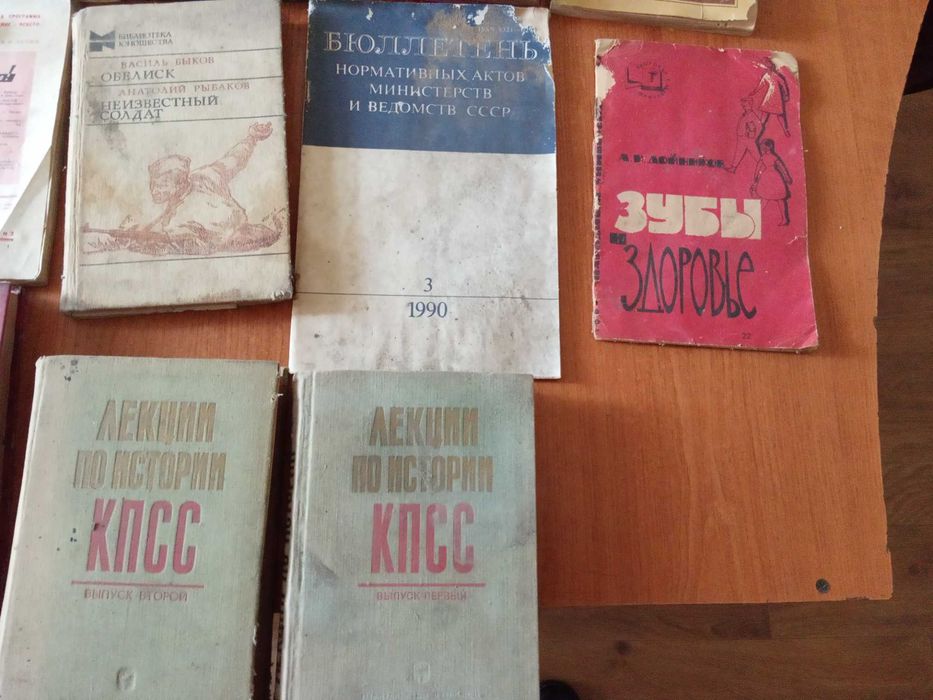 БИБЛИОТЕКА
ЮНОШЕСТВА
ВАСИЛЬ БЫКОВ
ОБЕЛИСК
АНАТОЛИЙ РЫБАКОВ
НЕИЗВЕСТНЫЙ
СОЛДАТ
БЮЛЛЕТЕНЬ
НОРМАТИВНЫХ АКТОВ
МИНИСТЕРСТВ
И ВЕДОМСТВ СССР
3
1990
ЗУБЫ
И
ЗДОРОВЬЕ
22
ЛЕКЦИИ
ПО ИСТОРИИ
КПСС
ВЫПУСК ВТОРОЙ
ЛЕКЦИИ
ПО ИСТОРИИ
КПСС
ВЫПУСК ПЕРВЫЙ